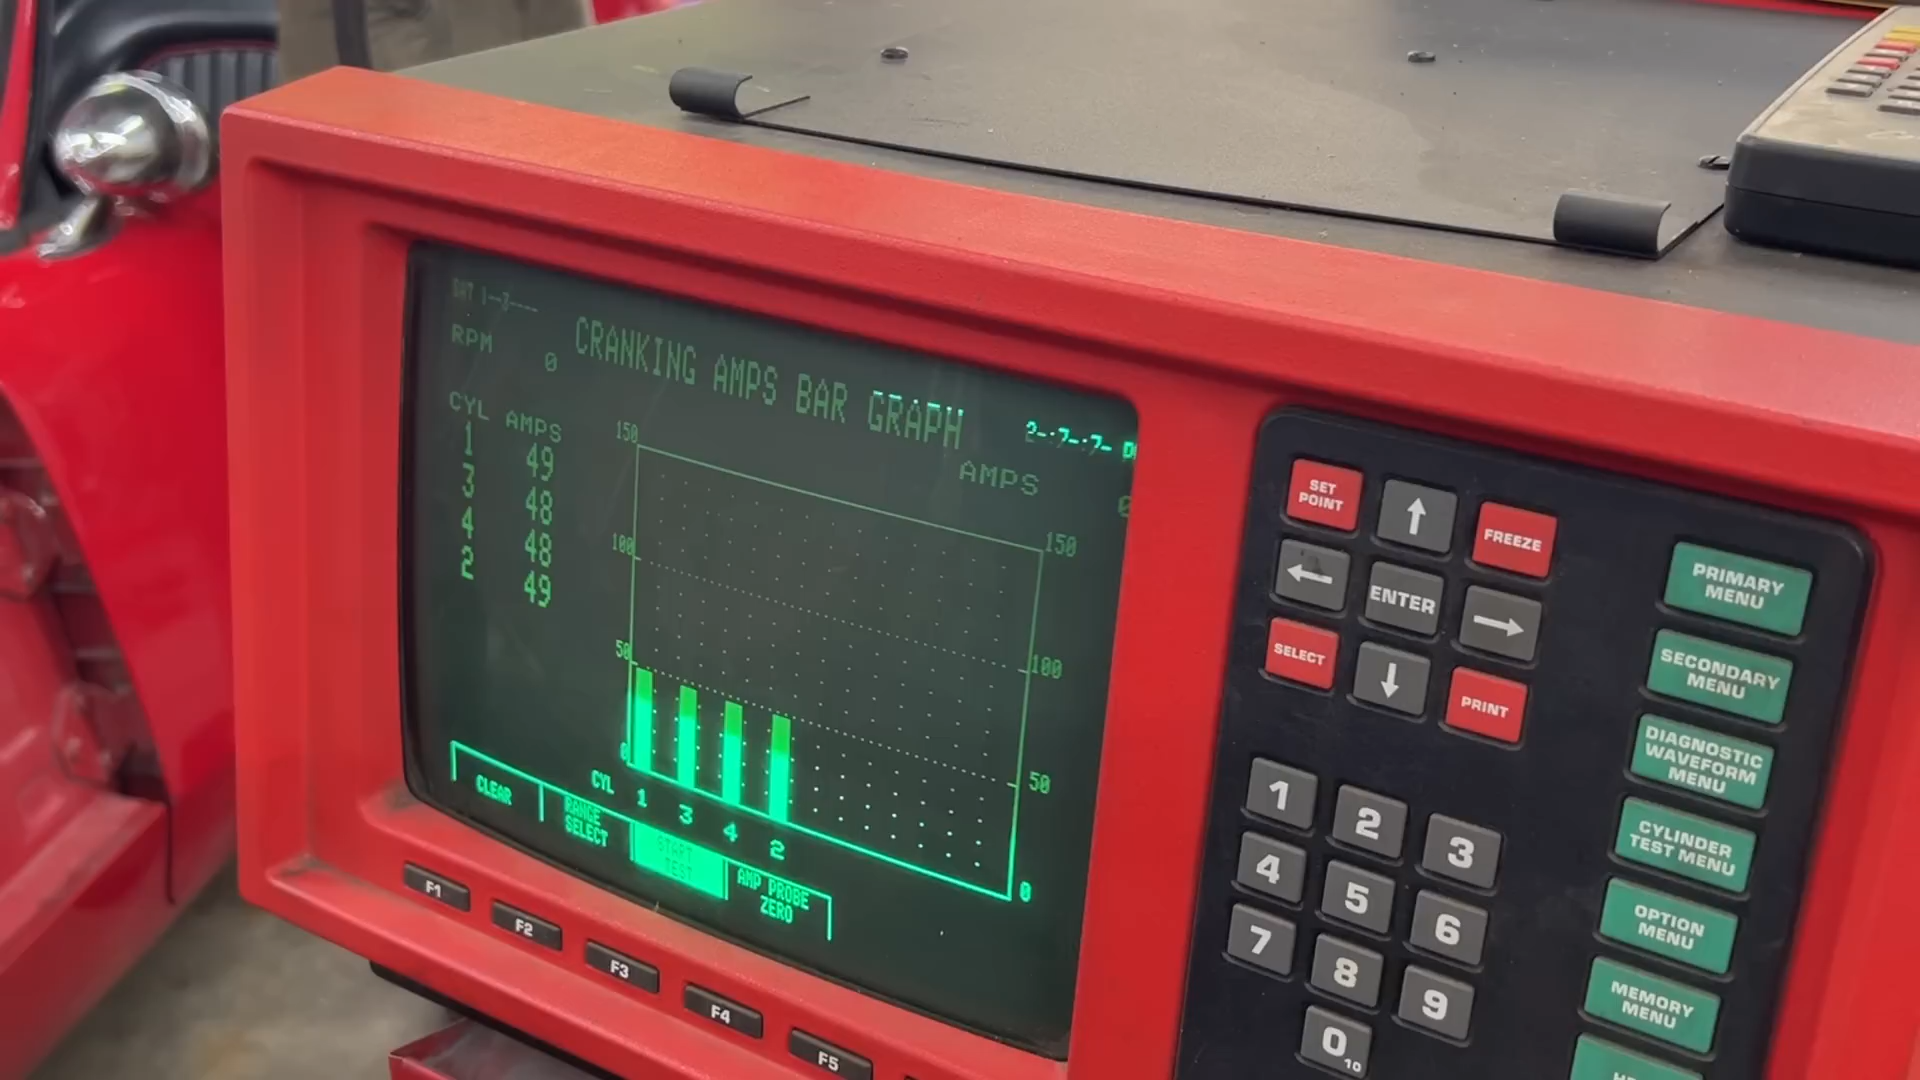 RPM 0
CRANKING AMPS BAR GRAPH
AMPS
CYL AMPS
1 49
3 48
4 48
2 49
150
100
50
0
150
100
50
0
CYL 1 3 4 2
CLEAR
RANGE
SELECT
START
TEST
AMP PROBE
ZERO
F1
F2
F3
F4
F5
SET
POINT
FREEZE
ENTER
SELECT
PRINT
1
2
3
4
5
6
7
8
9
0 10
PRIMARY
MENU
SECONDARY
MENU
DIAGNOSTIC
WAVEFORM
MENU
CYLINDER
TEST MENU
OPTION
MENU
MEMORY
MENU